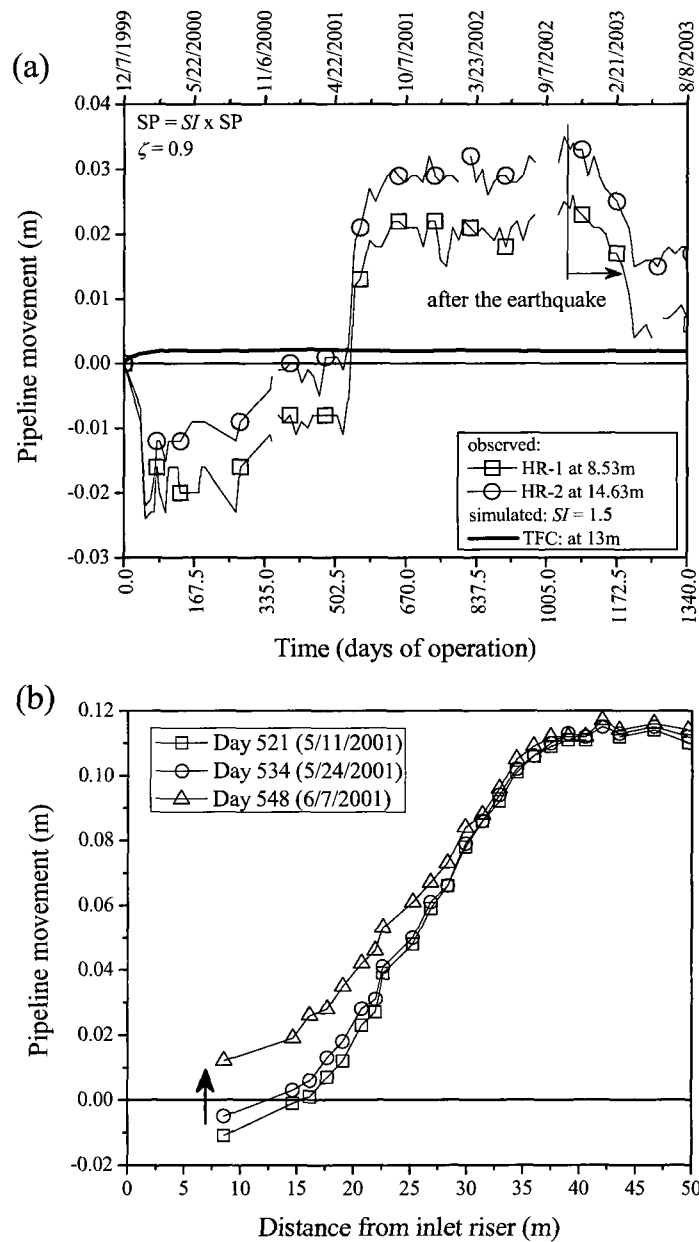 (a)
12/7/1999
5/22/2000
11/6/2000
4/22/2001
10/7/2001
3/23/2002
9/7/2002
2/21/2003
8/8/2003
SP = SI x SP
ζ = 0.9
0.04
0.03
0.02
0.01
0.00
-0.01
-0.02
-0.03
Pipeline movement (m)
after the earthquake
observed:
HR-1 at 8.53m
HR-2 at 14.63m
simulated: SI = 1.5
TFC: at 13m
0.0
167.5
335.0
502.5
670.0
837.5
1005.0
1172.5
1340.0
Time (days of operation)
(b)
0.12
0.10
0.08
0.06
0.04
0.02
0.00
-0.02
Pipeline movement (m)
Day 521 (5/11/2001)
Day 534 (5/24/2001)
Day 548 (6/7/2001)
0 5 10 15 20 25 30 35 40 45 50
Distance from inlet riser (m)